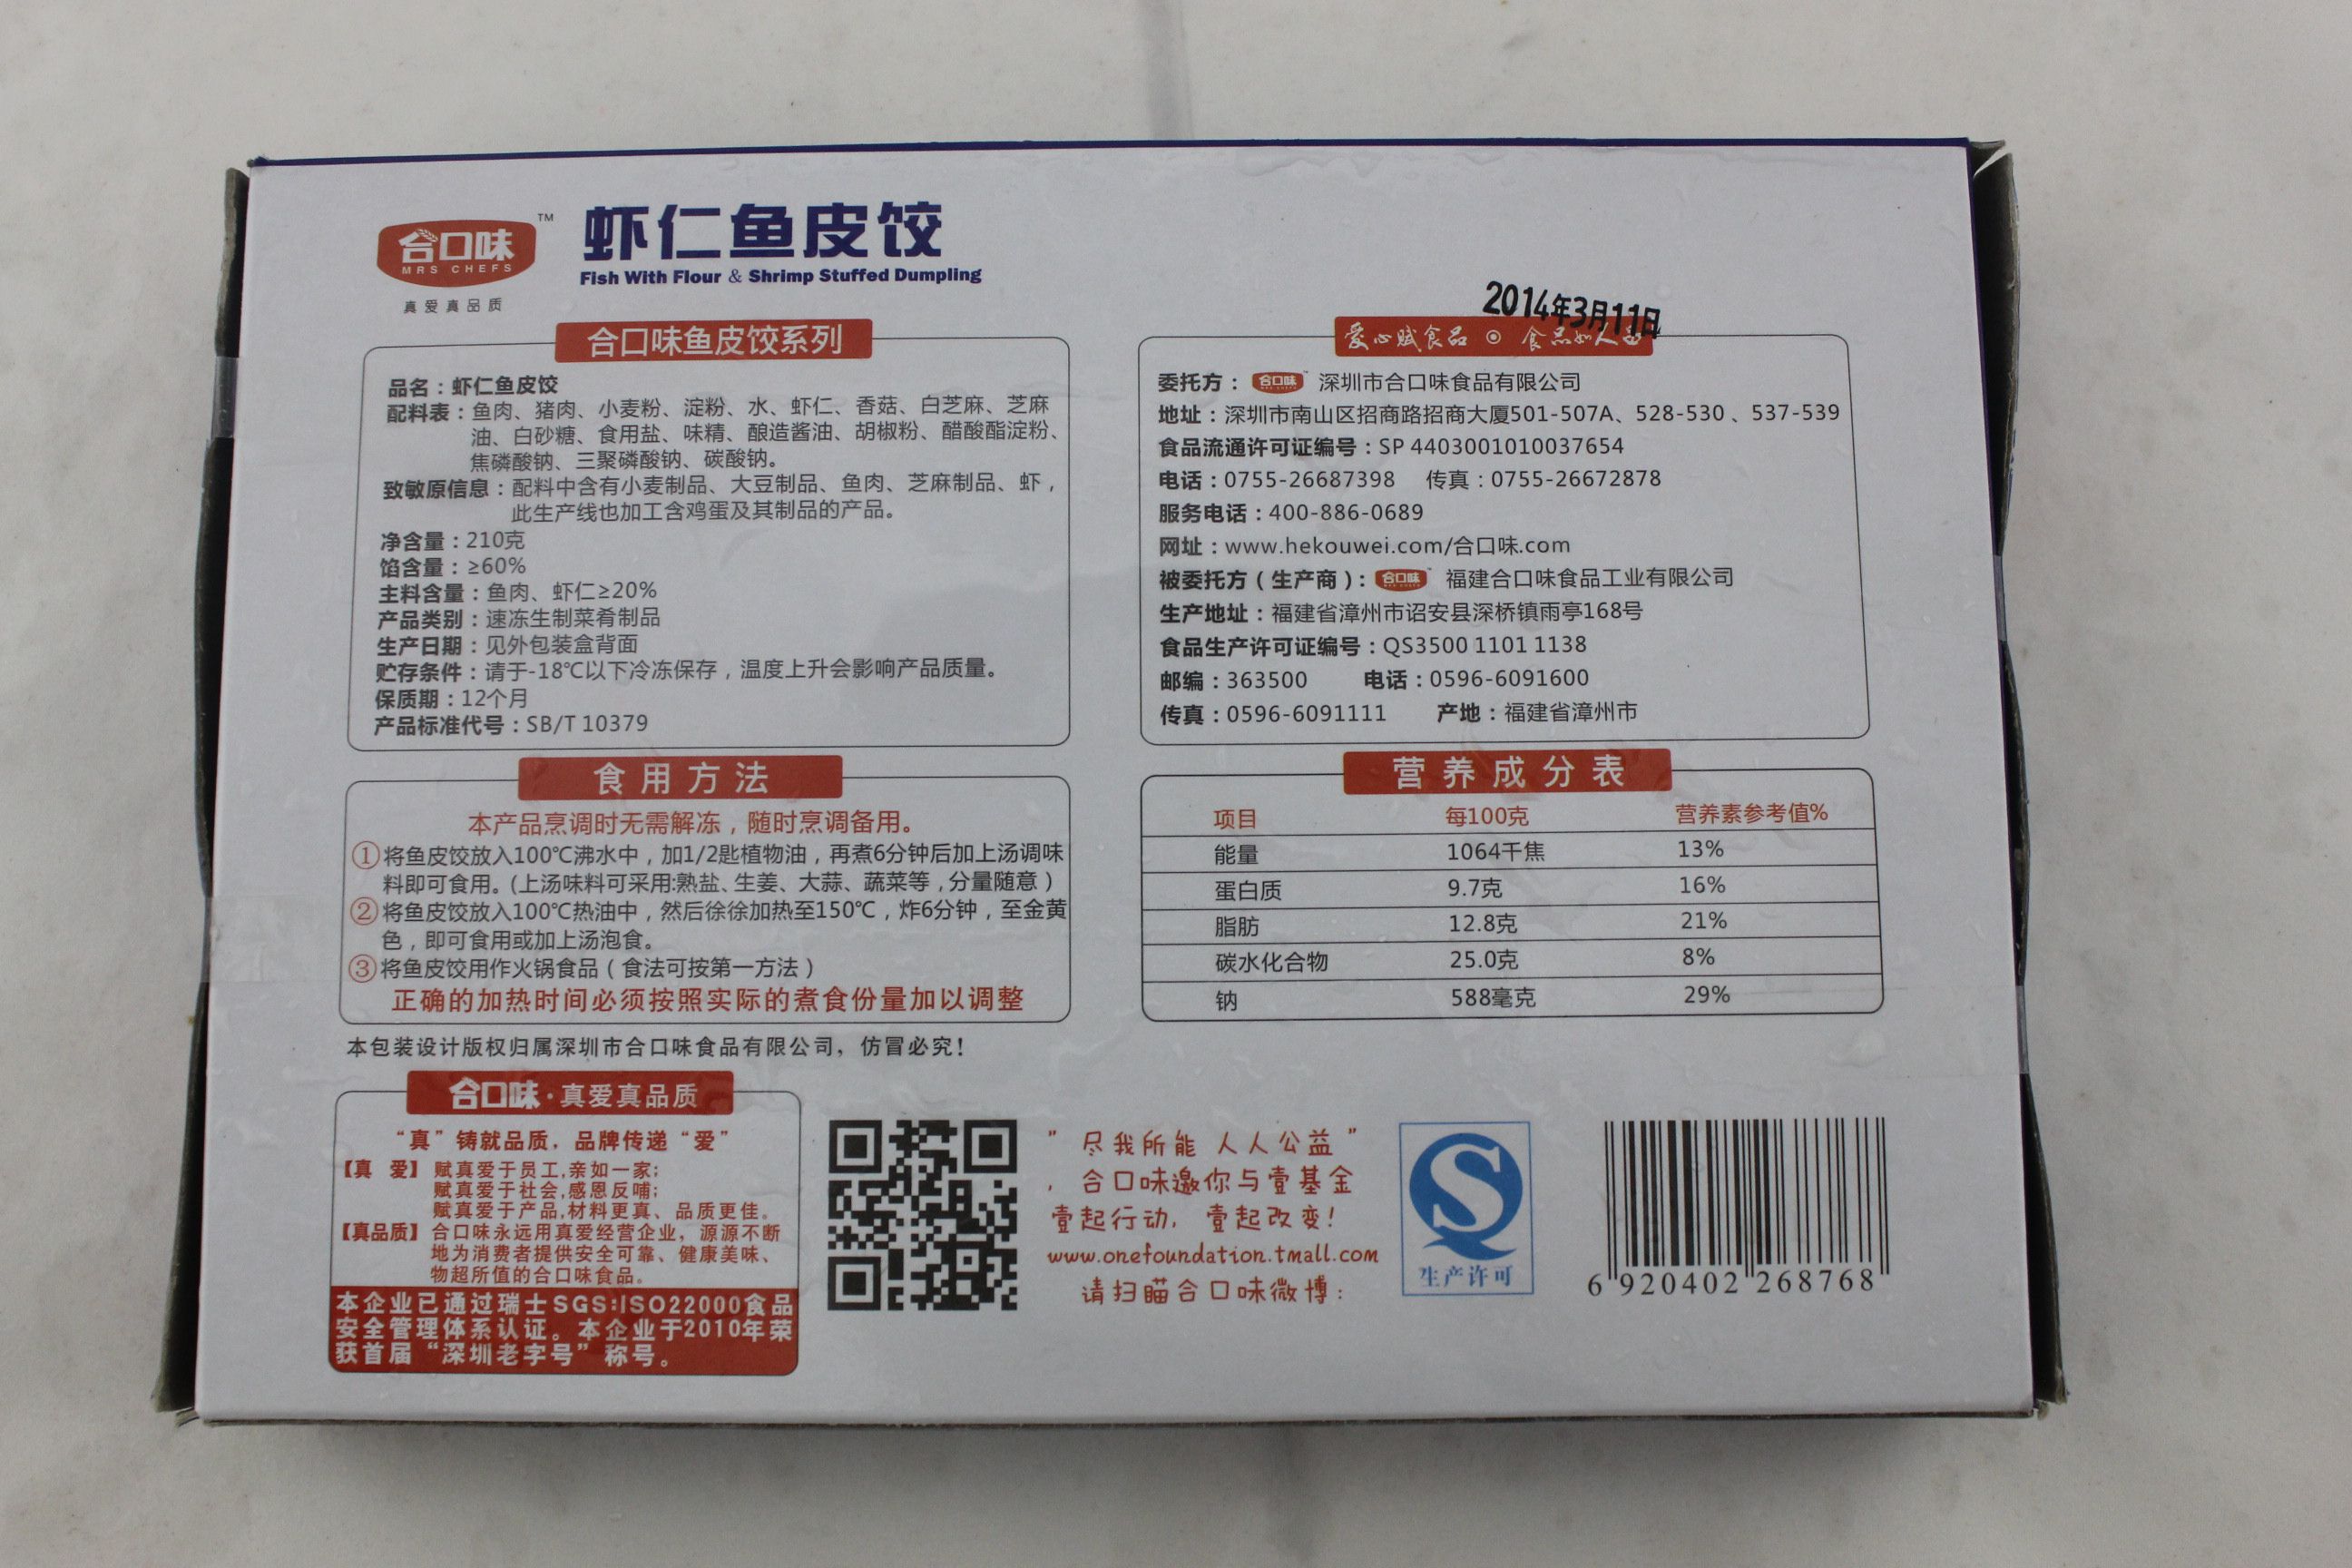 合口味 TM
MRS CHEFS
真爱真品质
虾仁鱼皮饺
Fish With Flour & Shrimp Stuffed Dumpling
合口味鱼皮饺系列
品名：虾仁鱼皮饺
配料表：鱼肉、猪肉、小麦粉、淀粉、水、虾仁、香菇、白芝麻、芝麻
油、白砂糖、食用盐、味精、酿造酱油、胡椒粉、醋酸酯淀粉、
焦磷酸钠、三聚磷酸钠、碳酸钠。
致敏原信息：配料中含有小麦制品、大豆制品、鱼肉、芝麻制品、虾，
此生产线也加工含鸡蛋及其制品的产品。
净含量：210克
馅含量：≥60%
主料含量：鱼肉、虾仁≥20%
产品类别：速冻生制菜肴制品
生产日期：见外包装盒背面
贮存条件：请于-18℃以下冷冻保存，温度上升会影响产品质量。
保质期：12个月
产品标准代号：SB/T 10379
2014年3月11日
爱心赋食品 食品如人品
委托方：合口味 深圳市合口味食品有限公司
地址：深圳市南山区招商路招商大厦501-507A、528-530、537-539
食品流通许可证编号：SP 4403001010037654
电话：0755-26687398 传真：0755-26672878
服务电话：400-886-0689
网址：www.hekouwei.com/合口味.com
被委托方（生产商）：合口味 福建合口味食品工业有限公司
生产地址：福建省漳州市诏安县深桥镇雨亭168号
食品生产许可证编号：QS3500 1101 1138
邮编：363500 电话：0596-6091600
传真：0596-6091111 产地：福建省漳州市
食用方法
本产品烹调时无需解冻，随时烹调备用。
①将鱼皮饺放入100℃沸水中，加1/2匙植物油，再煮6分钟后加上汤调味
料即可食用。(上汤味料可采用:熟盐、生姜、大蒜、蔬菜等，分量随意）
②将鱼皮饺放入100℃热油中，然后徐徐加热至150℃，炸6分钟，至金黄
色，即可食用或加上汤泡食。
③将鱼皮饺用作火锅食品（食法可按第一方法）
正确的加热时间必须按照实际的煮食份量加以调整
营养成分表
项目 每100克 营养素参考值%
能量 1064千焦 13%
蛋白质 9.7克 16%
脂肪 12.8克 21%
碳水化合物 25.0克 8%
钠 588毫克 29%
本包装设计版权归属深圳市合口味食品有限公司，仿冒必究！
合口味·真爱真品质
“真”铸就品质，品牌传递“爱”
【真 爱】赋真爱于员工,亲如一家;
赋真爱于社会,感恩反哺;
赋真爱于产品,材料更真、品质更佳。
【真品质】合口味永远用真爱经营企业，源源不断
地为消费者提供安全可靠、健康美味、
物超所值的合口味食品。
本企业已通过瑞士SGS:ISO22000食品
安全管理体系认证。本企业于2010年荣
获首届“深圳老字号”称号。
"尽我所能 人人公益"
，合口味邀你与壹基金
壹起行动，壹起改变！
www.onefoundation.tmall.com
请扫瞄合口味微博：
生产许可
6 920402 268768